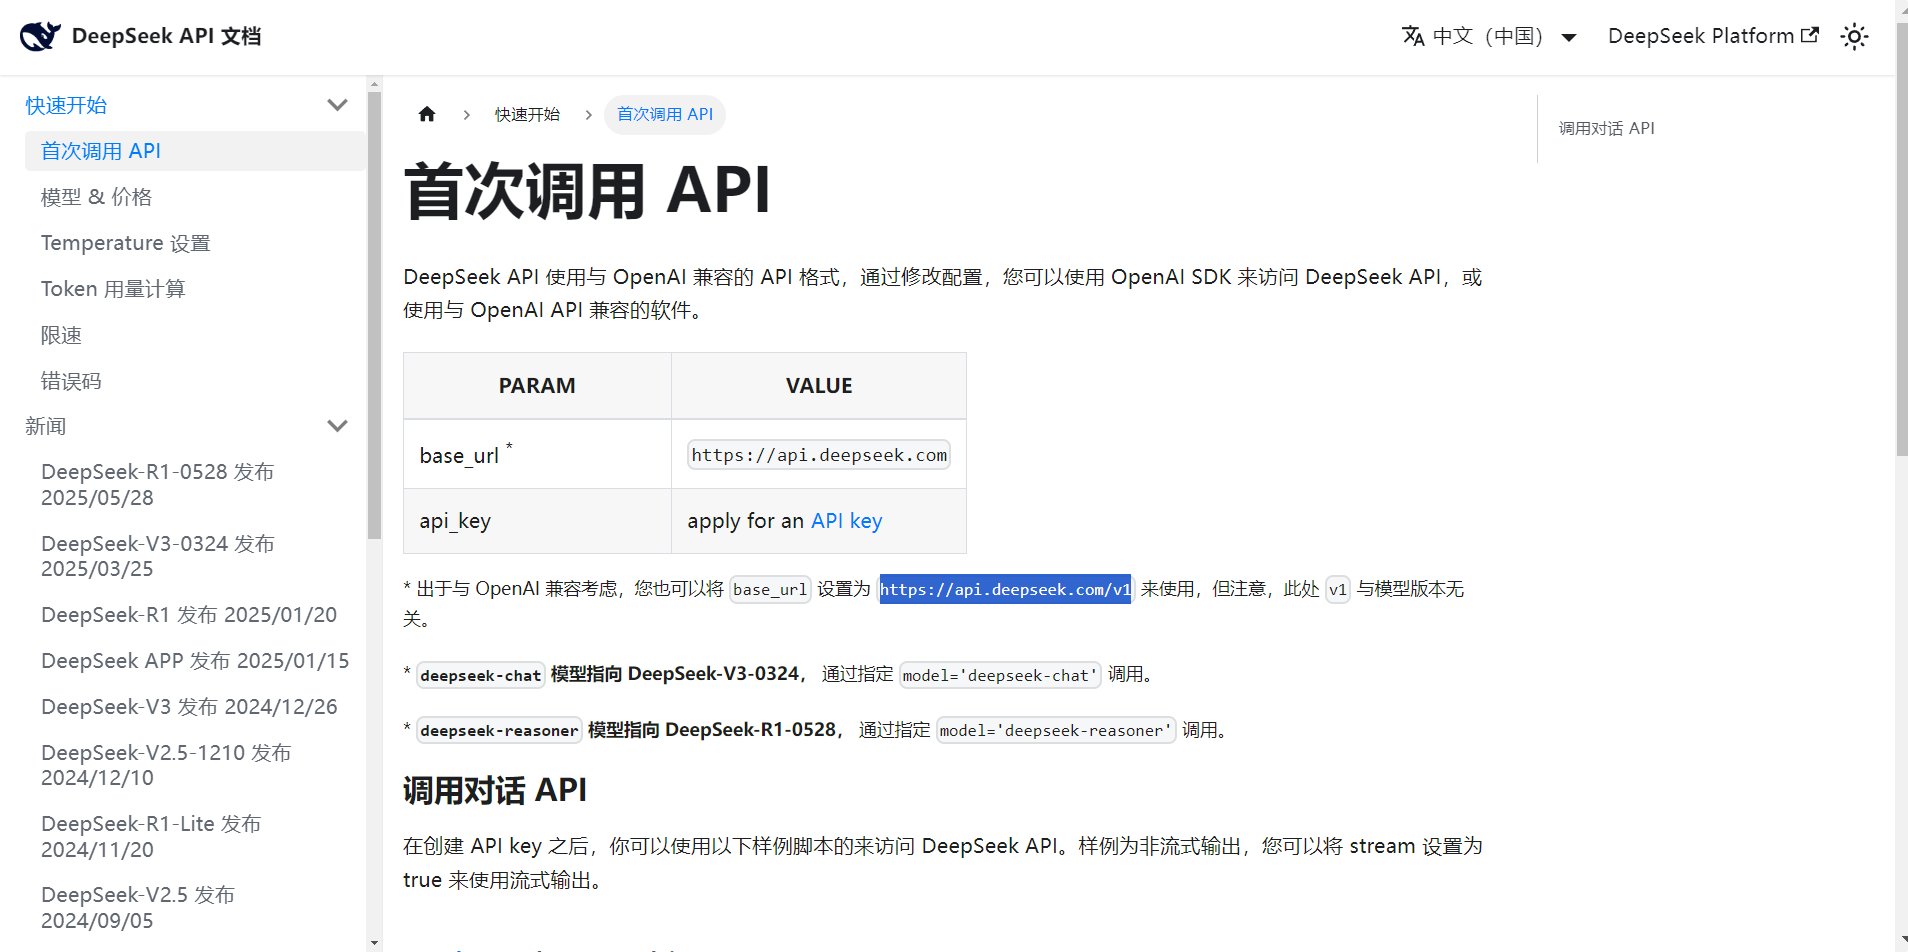 DeepSeek API 文档
中文（中国）
DeepSeek Platform
快速开始
首次调用 API
模型 & 价格
Temperature 设置
Token 用量计算
限速
错误码
新闻
DeepSeek-R1-0528 发布
2025/05/28
DeepSeek-V3-0324 发布
2025/03/25
DeepSeek-R1 发布 2025/01/20
DeepSeek APP 发布 2025/01/15
DeepSeek-V3 发布 2024/12/26
DeepSeek-V2.5-1210 发布
2024/12/10
DeepSeek-R1-Lite 发布
2024/11/20
DeepSeek-V2.5 发布
2024/09/05
快速开始
首次调用 API
首次调用 API
DeepSeek API 使用与 OpenAI 兼容的 API 格式，通过修改配置，您可以使用 OpenAI SDK 来访问 DeepSeek API，或
使用与 OpenAI API 兼容的软件。
PARAM VALUE
base_url * https://api.deepseek.com
api_key apply for an API key
* 出于与 OpenAI 兼容考虑，您也可以将 base_url 设置为 https://api.deepseek.com/v1 来使用，但注意，此处 v1 与模型版本无
关。
* deepseek-chat 模型指向 DeepSeek-V3-0324， 通过指定 model='deepseek-chat' 调用。
* deepseek-reasoner 模型指向 DeepSeek-R1-0528， 通过指定 model='deepseek-reasoner' 调用。
调用对话 API
在创建 API key 之后，你可以使用以下样例脚本的来访问 DeepSeek API。样例为非流式输出，您可以将 stream 设置为
true 来使用流式输出。
调用对话 API